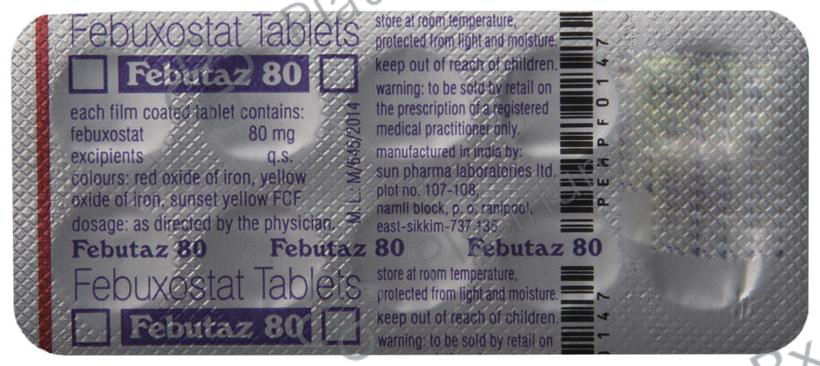 Febuxostat Tablets
Febutaz 80
each film coated tablet contains:
febuxostat 80 mg
excipients q.s.
colours: red oxide of iron, yellow
oxide of iron, sunset yellow FCF
dosage: as directed by the physician.
M. L.: M/645/2014
store at room temperature,
protected from light and moisture.
keep out of reach of children.
warning: to be sold by retail on
the prescription of a registered
medical practitioner only.
manufactured in india by:
sun pharma laboratories ltd.
plot no. 107-108,
namli block, p. o. ranipool,
east-sikkim-737 135
PEWPF0147
Febutaz 80 Febutaz 80 Febutaz 80
Febuxostat Tablets
Febutaz 80
store at room temperature,
protected from light and moisture.
keep out of reach of children.
warning: to be sold by retail on
0147